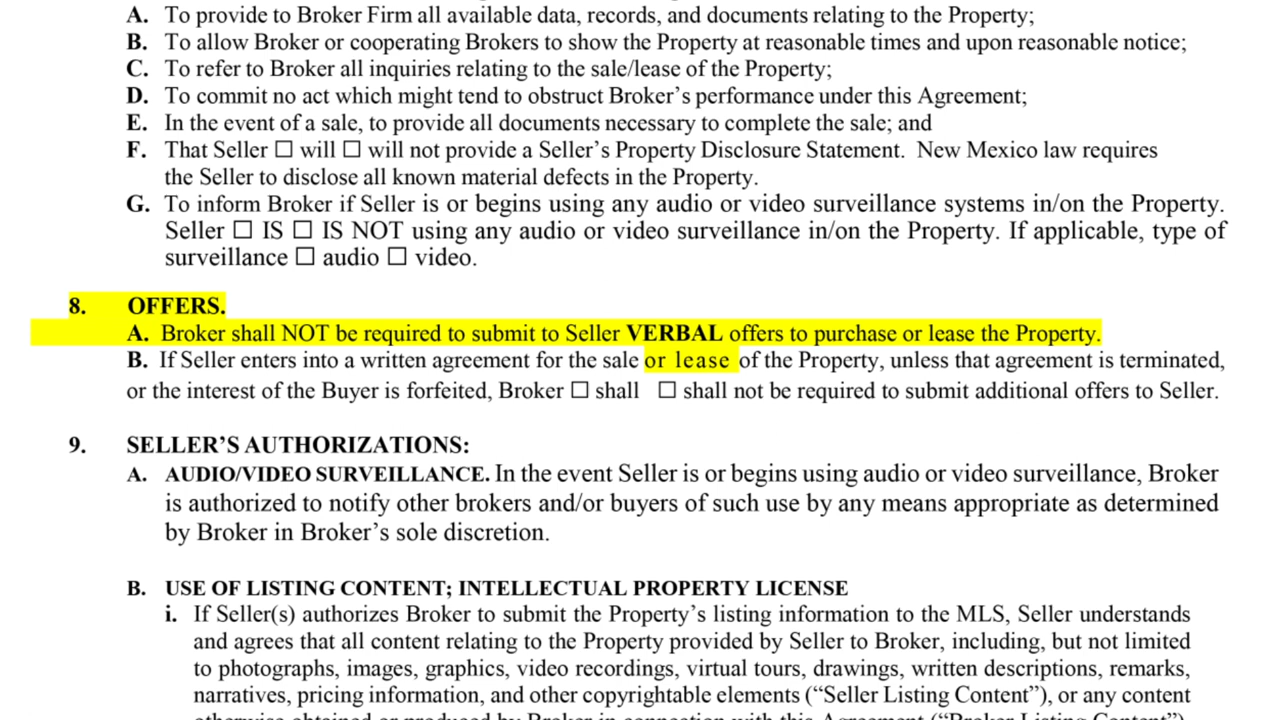 A. To provide to Broker Firm all available data, records, and documents relating to the Property;
B. To allow Broker or cooperating Brokers to show the Property at reasonable times and upon reasonable notice;
C. To refer to Broker all inquiries relating to the sale/lease of the Property;
D. To commit no act which might tend to obstruct Broker's performance under this Agreement;
E. In the event of a sale, to provide all documents necessary to complete the sale; and
F. That Seller ☐ will ☐ will not provide a Seller's Property Disclosure Statement. New Mexico law requires
the Seller to disclose all known material defects in the Property.
G. To inform Broker if Seller is or begins using any audio or video surveillance systems in/on the Property.
Seller ☐ IS ☐ IS NOT using any audio or video surveillance in/on the Property. If applicable, type of
surveillance ☐ audio ☐ video.
8. OFFERS.
A. Broker shall NOT be required to submit to Seller VERBAL offers to purchase or lease the Property.
B. If Seller enters into a written agreement for the sale or lease of the Property, unless that agreement is terminated,
or the interest of the Buyer is forfeited, Broker ☐ shall ☐ shall not be required to submit additional offers to Seller.
9. SELLER'S AUTHORIZATIONS:
A. AUDIO/VIDEO SURVEILLANCE. In the event Seller is or begins using audio or video surveillance, Broker
is authorized to notify other brokers and/or buyers of such use by any means appropriate as determined
by Broker in Broker's sole discretion.
B. USE OF LISTING CONTENT; INTELLECTUAL PROPERTY LICENSE
i. If Seller(s) authorizes Broker to submit the Property's listing information to the MLS, Seller understands
and agrees that all content relating to the Property provided by Seller to Broker, including, but not limited
to photographs, images, graphics, video recordings, virtual tours, drawings, written descriptions, remarks,
narratives, pricing information, and other copyrightable elements ("Seller Listing Content"), or any content
otherwise obtained or produced by Broker in connection with this Agreement ("Broker Listing Content")